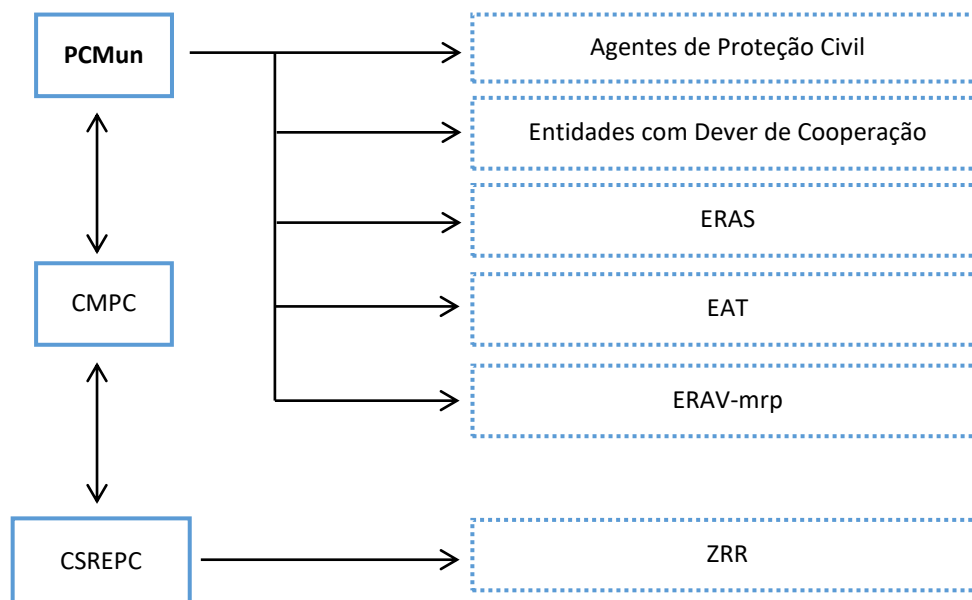 PCMun
Agentes de Proteção Civil
Entidades com Dever de Cooperação
ERAS
CMPC
EAT
ERAV-mrp
CSREPC
ZRR